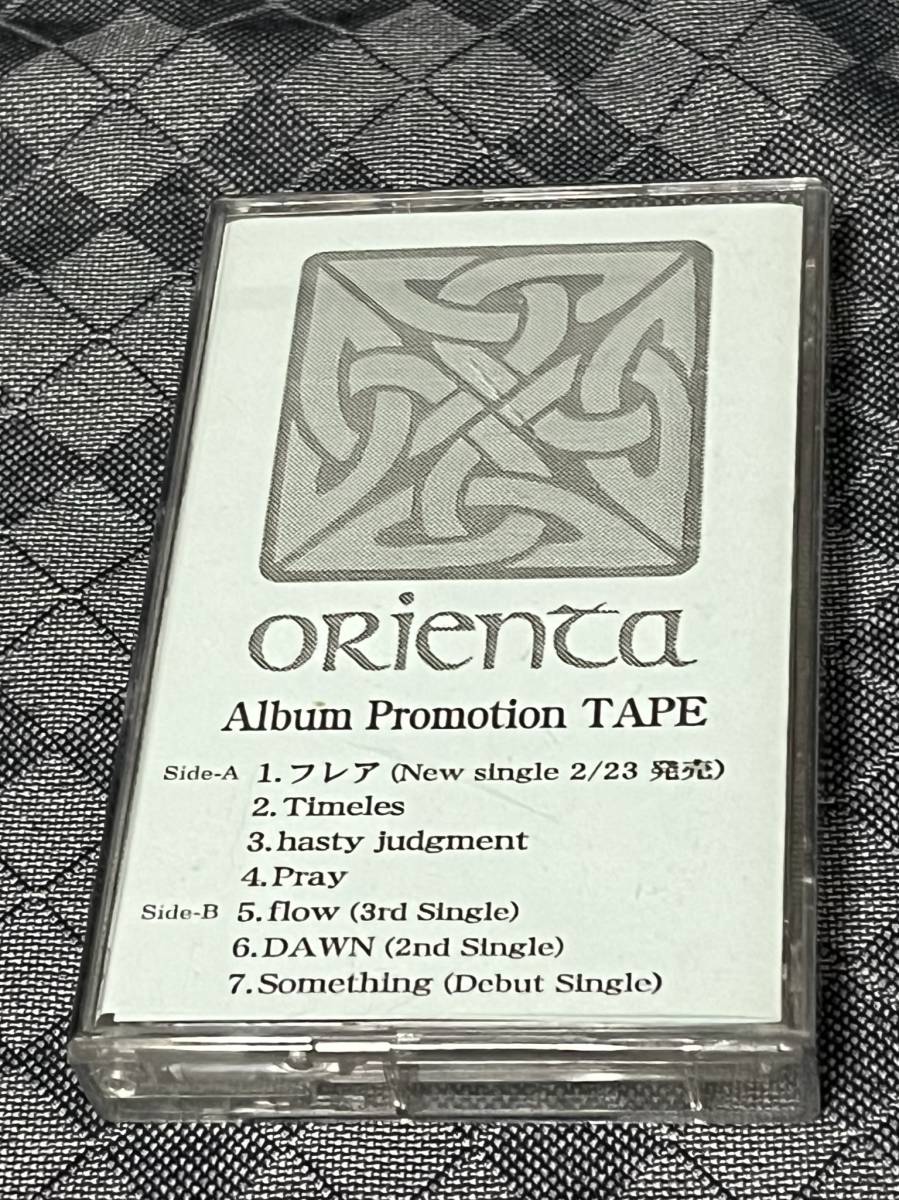 ORienta
Album Promotion TAPE
Side-A 1.フレア (New single 2/23 発売)
2.Timeles
3.hasty judgment
4.Pray
Side-B 5.flow (3rd Single)
6.DAWN (2nd Single)
7.Something (Debut Single)